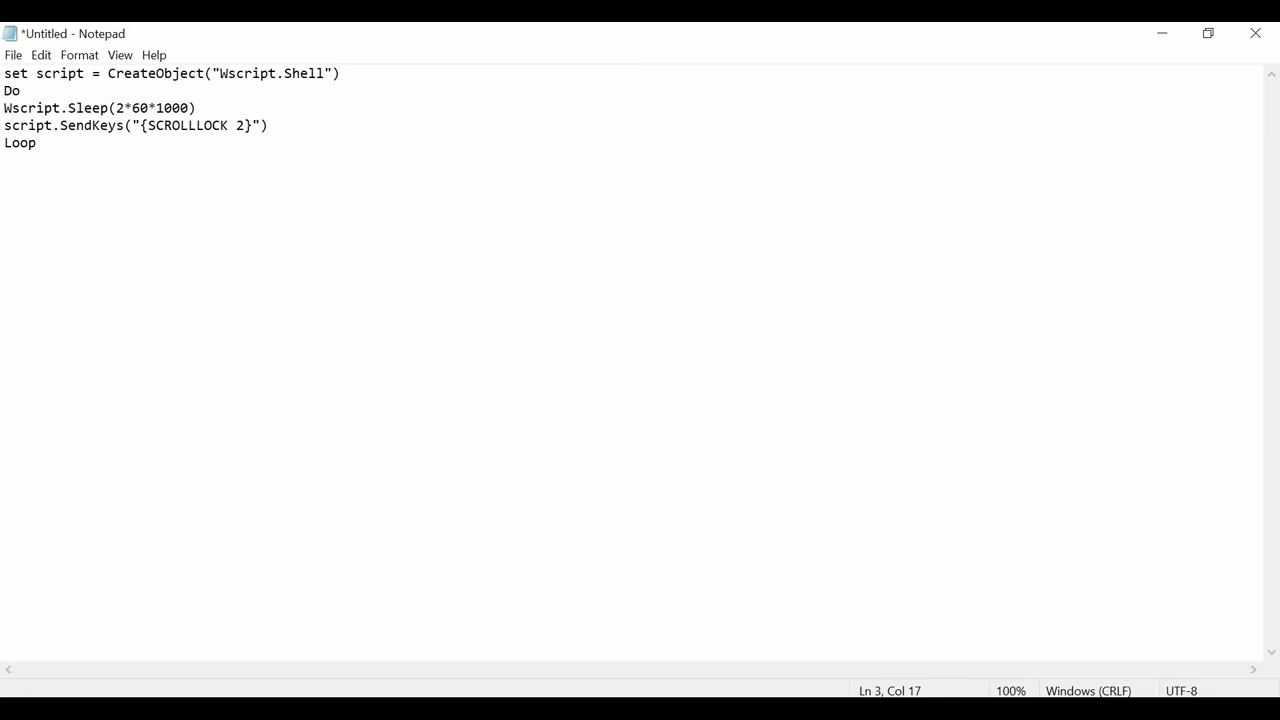 *Untitled - Notepad
File Edit Format View Help
set script = CreateObject("Wscript.Shell")
Do
Wscript.Sleep(2*60*1000)
script.SendKeys("{SCROLLLOCK 2}")
Loop
Ln 3, Col 17 100% Windows (CRLF) UTF-8